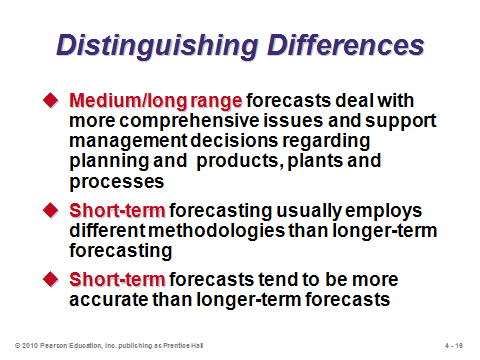 Distinguishing Differences
Medium/long range forecasts deal with
more comprehensive issues and support
management decisions regarding
planning and  products, plants and
processes
Short-term forecasting usually employs
different methodologies than longer-term
forecasting
Short-term forecasts tend to be more
accurate than longer-term forecasts
© 2010 Pearson Education, Inc. publishing as Prentice Hall
4 - 16